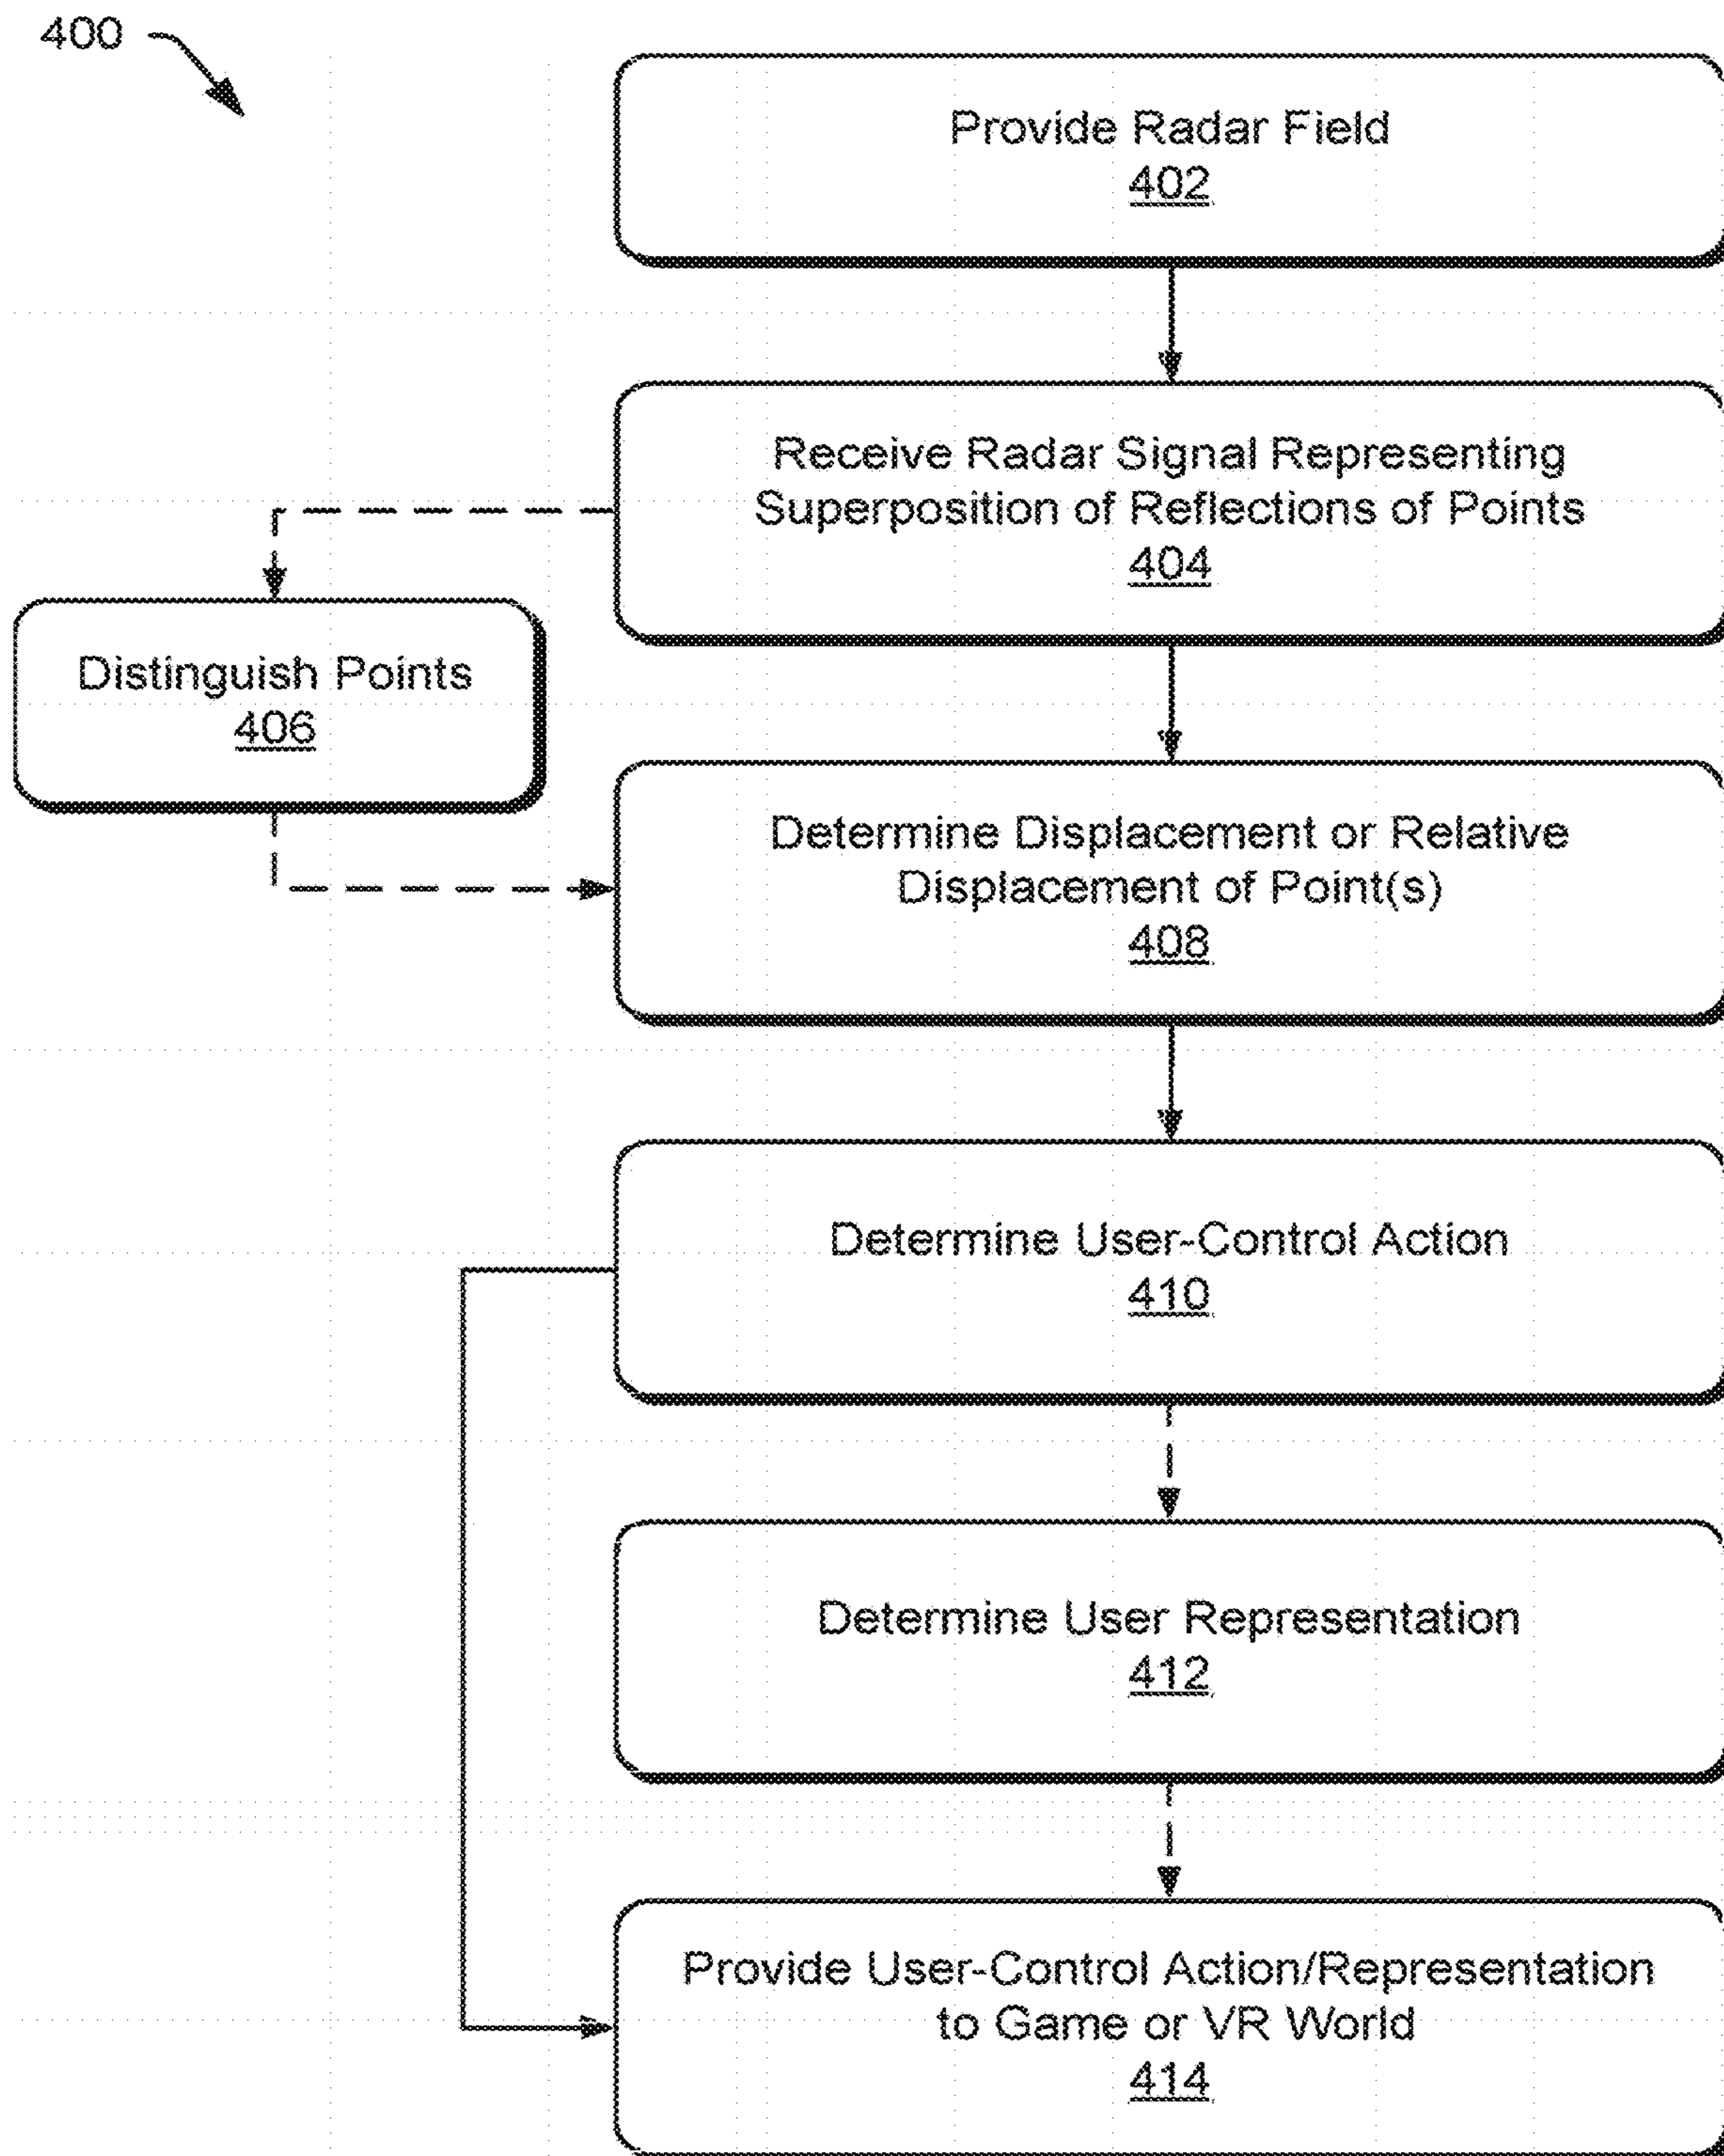 400
Provide Radar Field
402
Receive Radar Signal Representing
Superposition of Reflections of Points
404
Distinguish Points
406
Determine Displacement or Relative
Displacement of Point(s)
408
Determine User-Control Action
410
Determine User Representation
412
Provide User-Control Action/Representation
to Game or VR World
414